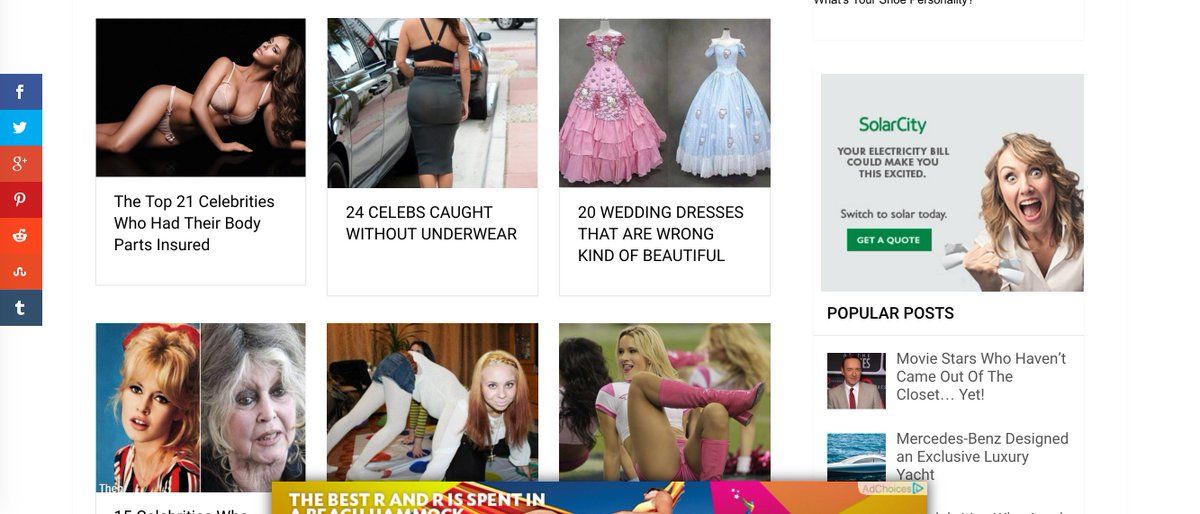 What's Your Shoe Personality?
f
g+
t
The Top 21 Celebrities
Who Had Their Body
Parts Insured
24 CELEBS CAUGHT
WITHOUT UNDERWEAR
20 WEDDING DRESSES
THAT ARE WRONG
KIND OF BEAUTIFUL
SolarCity
YOUR ELECTRICITY BILL
COULD MAKE YOU
THIS EXCITED.
Switch to solar today.
GET A QUOTE
POPULAR POSTS
Movie Stars Who Haven't
Came Out Of The
Closet... Yet!
Mercedes-Benz Designed
an Exclusive Luxury
Yacht
Then
AdChoices
THE BEST R AND R IS SPENT IN
A BEACH HAMMOCK
15 Celebrities Who